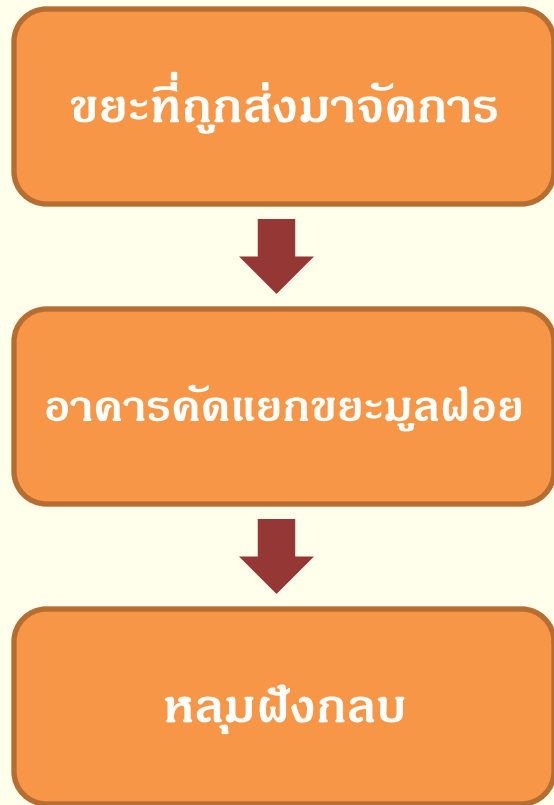 ขยะที่ถูกส่งมาจัดการ
อาคารคัดแยกขยะมูลฝอย
หลุมฝังกลบ